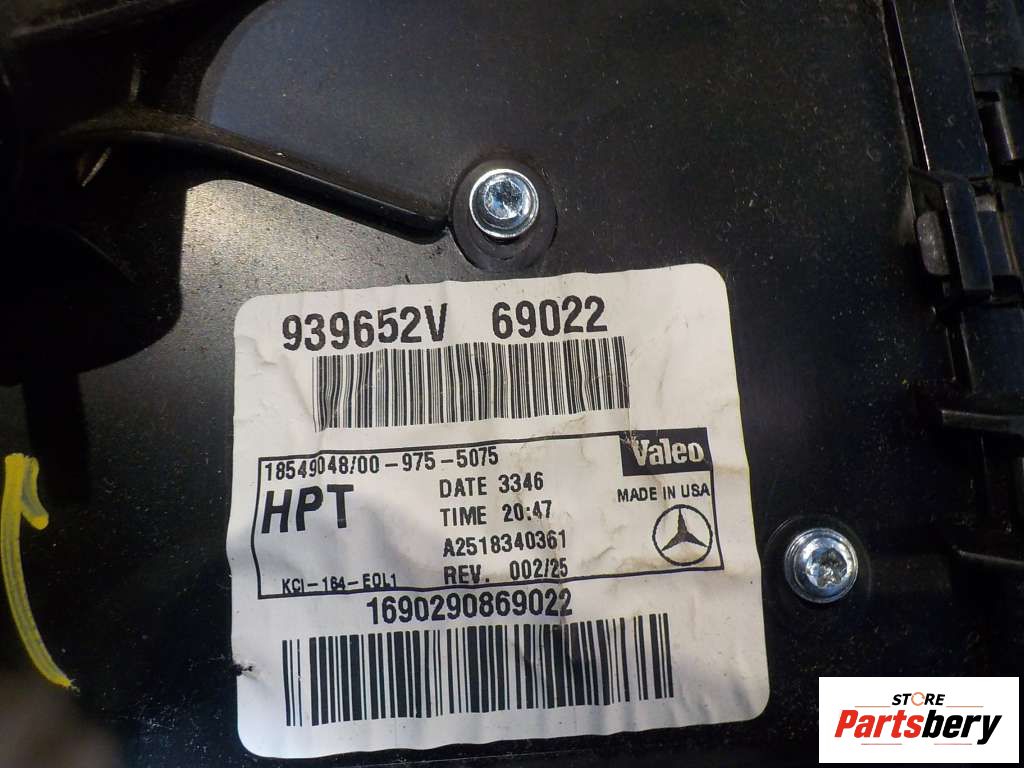 939652V 69022
18549048/00-975-5075
Valeo
HPT
DATE 3346
MADE IN USA
TIME 20:47
A2518340361
KCI-164-EOL1
REV. 002/25
1690290869022
STORE
Partsbery